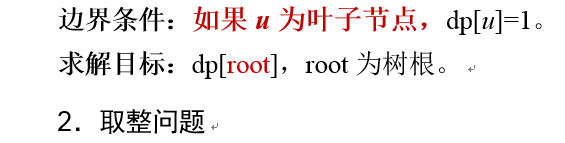 边界条件：如果 u 为叶子节点，dp[u]=1。
求解目标：dp[root]，root 为树根。
2．取整问题